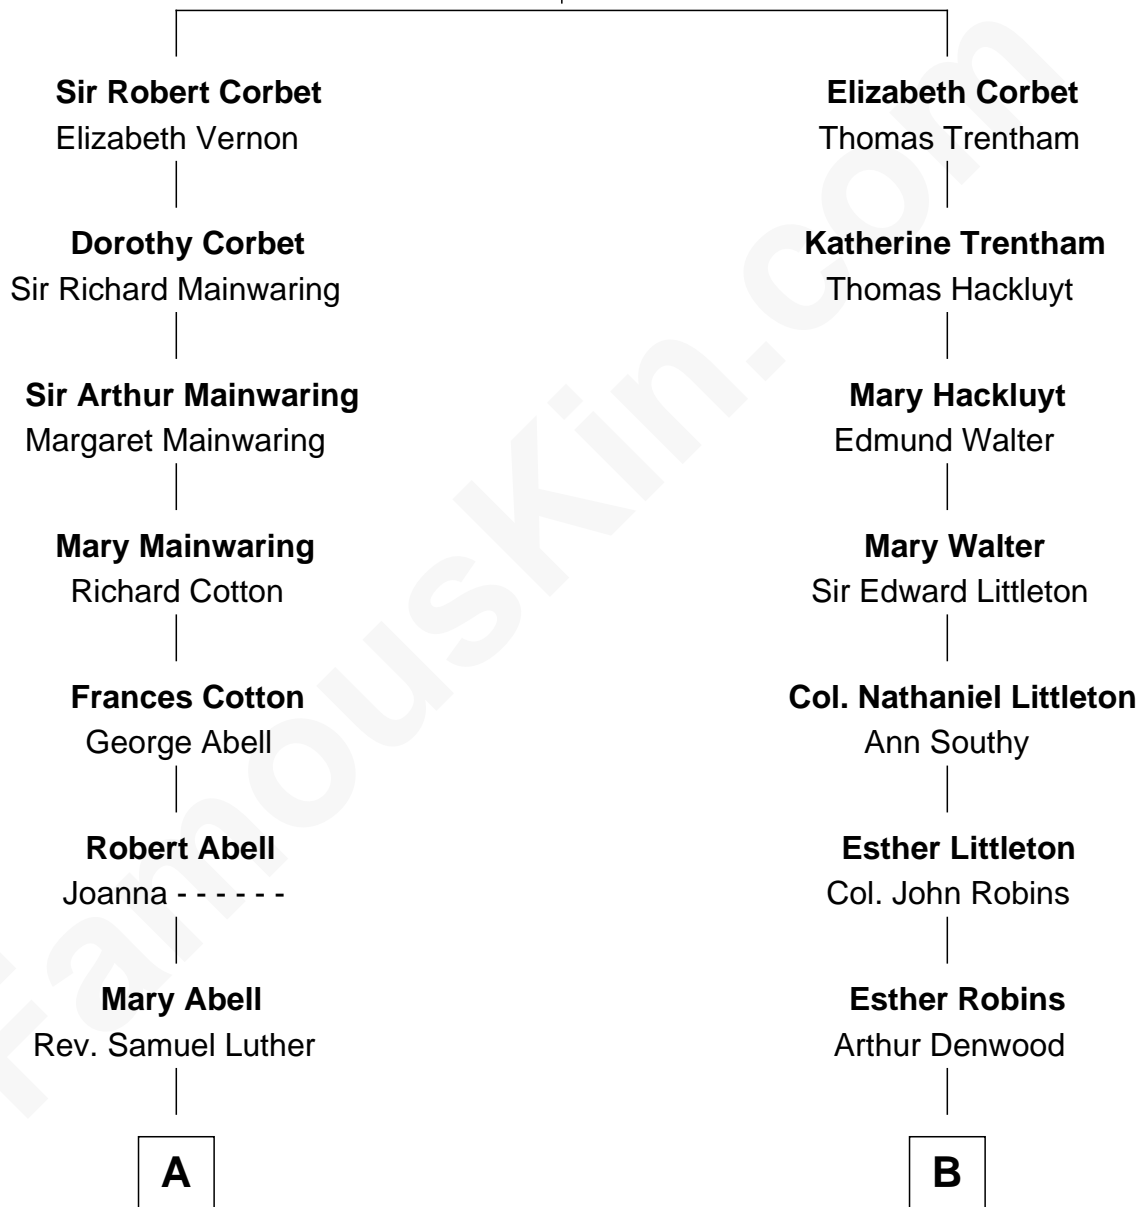 Sir Robert Corbet
Elizabeth Vernon
Dorothy Corbet
Sir Richard Mainwaring
Sir Arthur Mainwaring
Margaret Mainwaring
Mary Mainwaring
Richard Cotton
Frances Cotton
George Abell
Robert Abell
Joanna - - - - - -
Mary Abell
Rev. Samuel Luther
A
Elizabeth Corbet
Thomas Trentham
Katherine Trentham
Thomas Hackluyt
Mary Hackluyt
Edmund Walter
Mary Walter
Sir Edward Littleton
Col. Nathaniel Littleton
Ann Southy
Esther Littleton
Col. John Robins
Esther Robins
Arthur Denwood
B
FamousKin.com